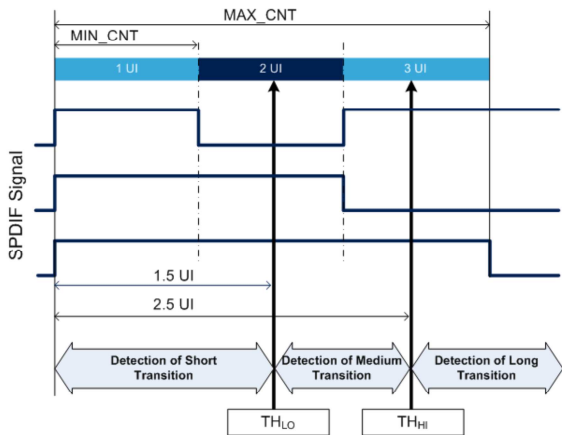 MAX_CNT
MIN_CNT
1 UI
2 UI
3 UI
SPDIF Signal
1.5 UI
2.5 UI
Detection of Short
Transition
Detection of Medium
Transition
Detection of Long
Transition
TH_LO
TH_HI